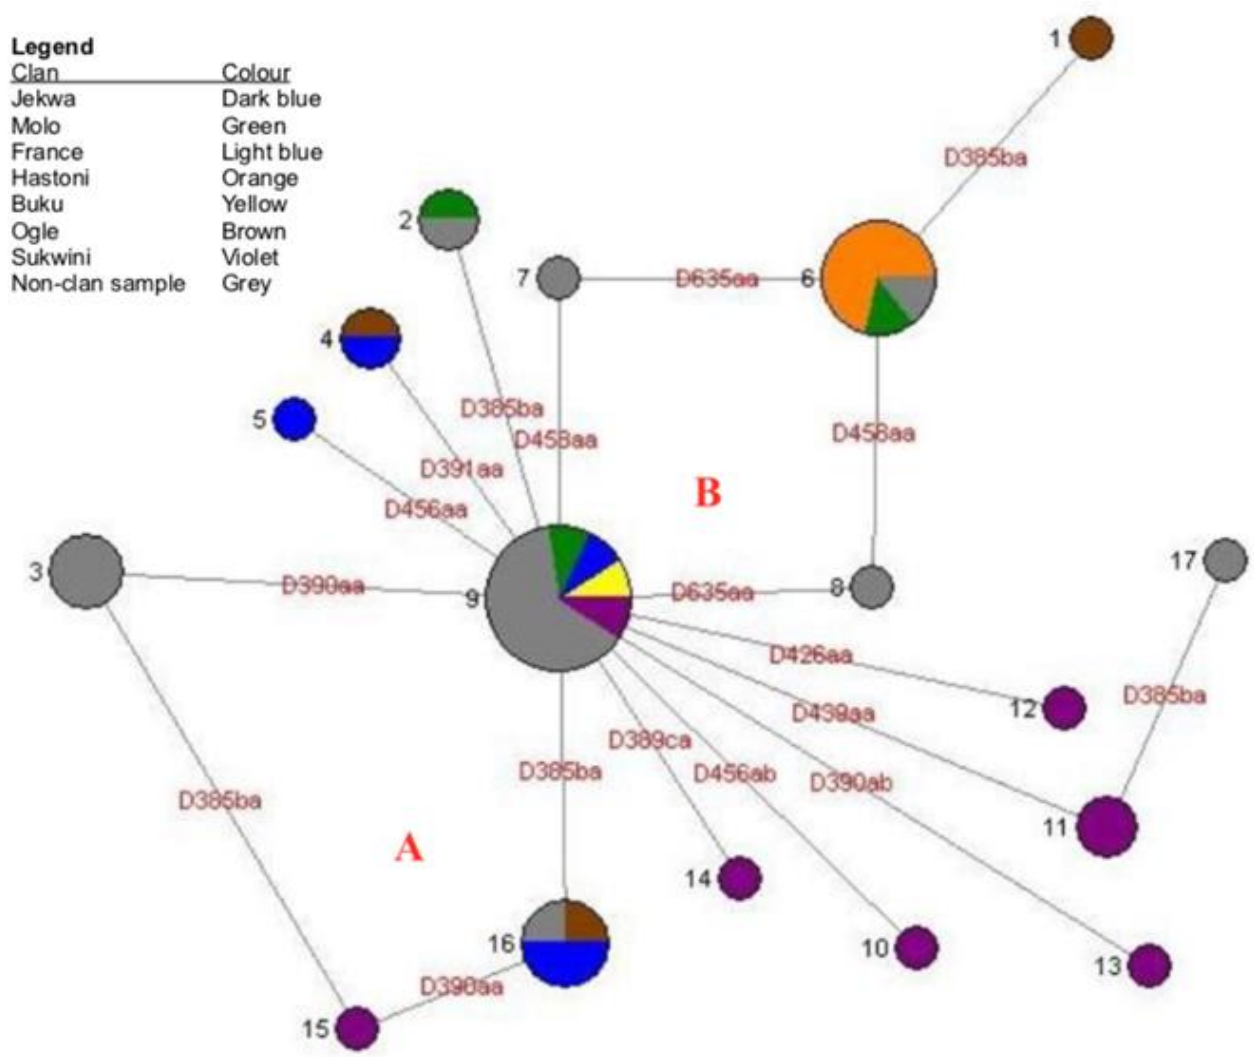 Legend
Clan Colour
Jekwa Dark blue
Molo Green
France Light blue
Hastoni Orange
Buku Yellow
Ogle Brown
Sukwini Violet
Non-clan sample Grey
1
D385ba
2
7
D635aa
6
4
D385ba
D458aa
D458aa
5
D391aa
D456aa
B
3
D390aa
9
D635aa
8
17
D426aa
12
D385ba
D439aa
D389ca
D385ba
D456ab
D390ab
D385ba
11
A
14
16
10
13
D390aa
15